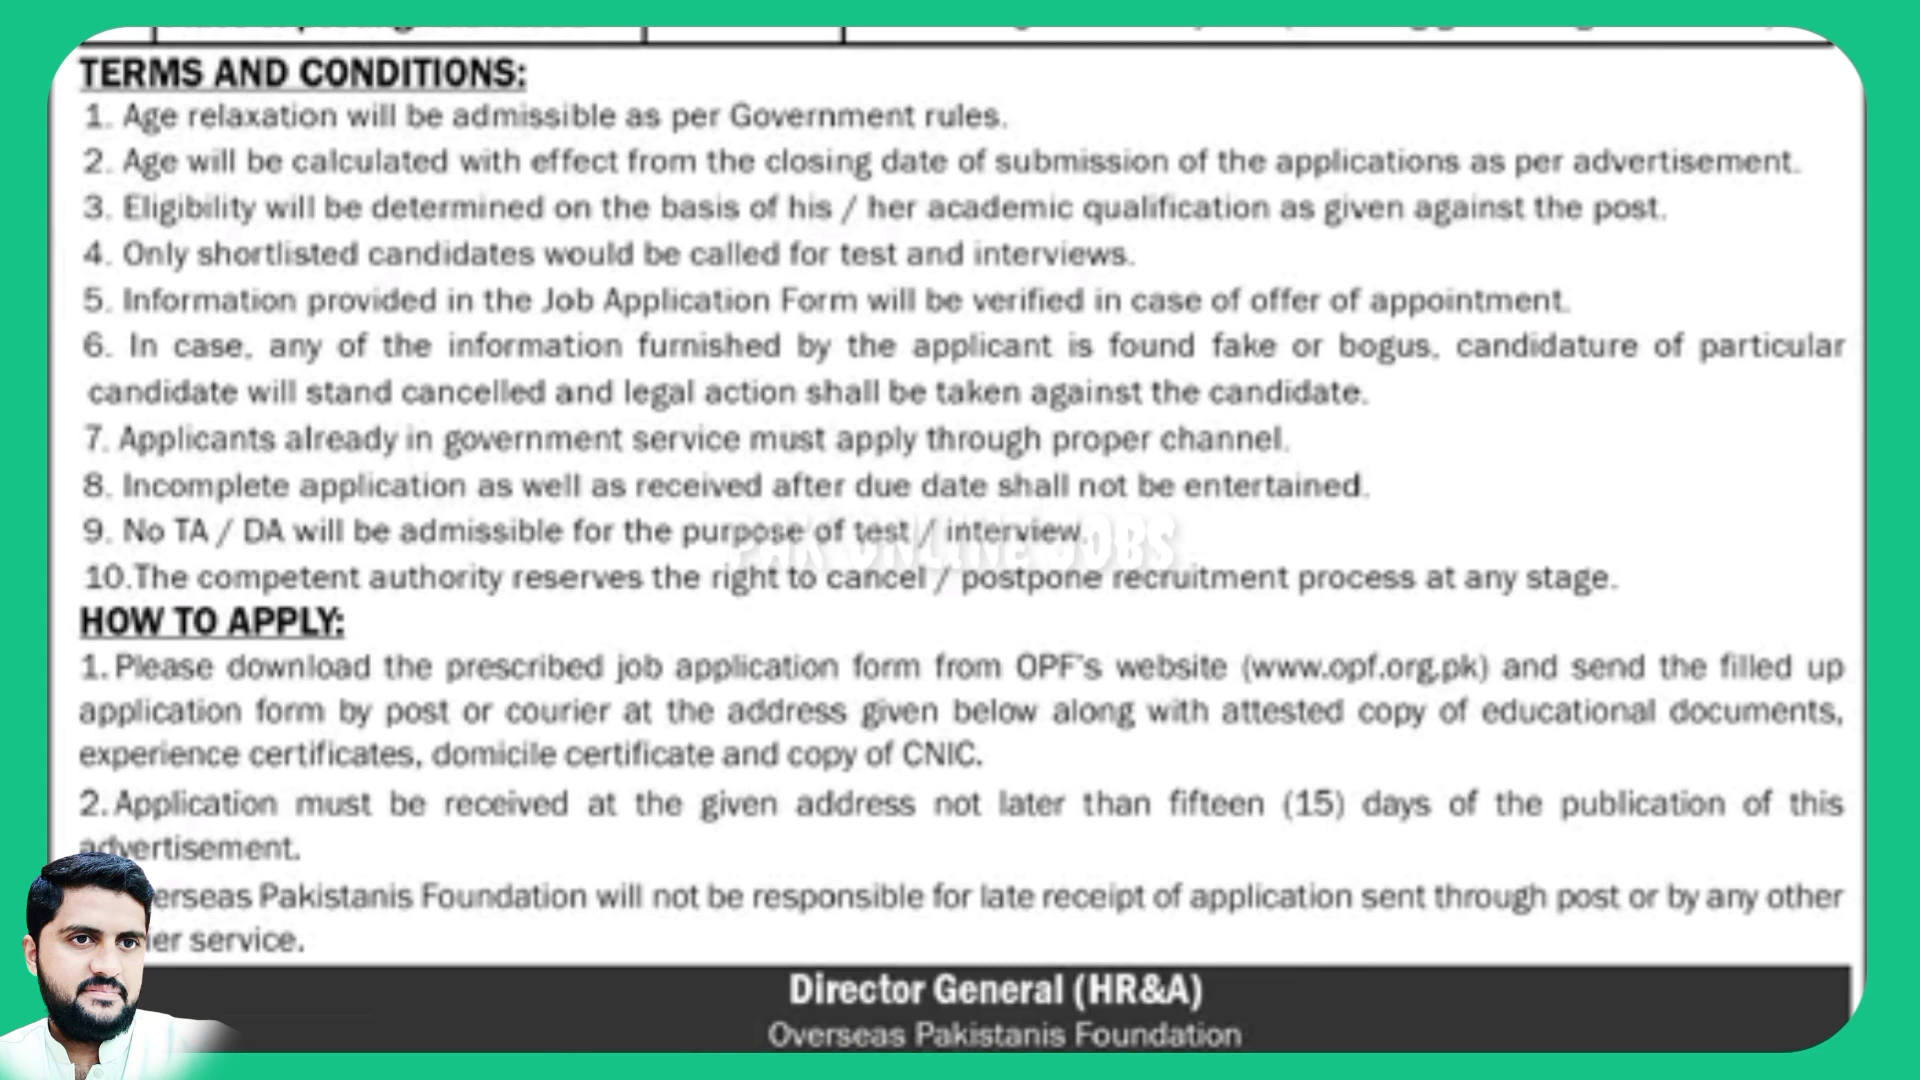 TERMS AND CONDITIONS:
1. Age relaxation will be admissible as per Government rules.
2. Age will be calculated with effect from the closing date of submission of the applications as per advertisement.
3. Eligibility will be determined on the basis of his / her academic qualification as given against the post.
4. Only shortlisted candidates would be called for test and interviews.
5. Information provided in the Job Application Form will be verified in case of offer of appointment.
6. In case, any of the information furnished by the applicant is found fake or bogus, candidature of particular
candidate will stand cancelled and legal action shall be taken against the candidate.
7. Applicants already in government service must apply through proper channel.
8. Incomplete application as well as received after due date shall not be entertained.
9. No TA / DA will be admissible for the purpose of test / interview.
PAK ONLINE JOBS
10.The competent authority reserves the right to cancel / postpone recruitment process at any stage.
HOW TO APPLY:
1. Please download the prescribed job application form from OPF's website (www.opf.org.pk) and send the filled up
application form by post or courier at the address given below along with attested copy of educational documents,
experience certificates, domicile certificate and copy of CNIC.
2. Application must be received at the given address not later than fifteen (15) days of the publication of this
advertisement.
erseas Pakistanis Foundation will not be responsible for late receipt of application sent through post or by any other
er service.
Director General (HR&A)
Overseas Pakistanis Foundation